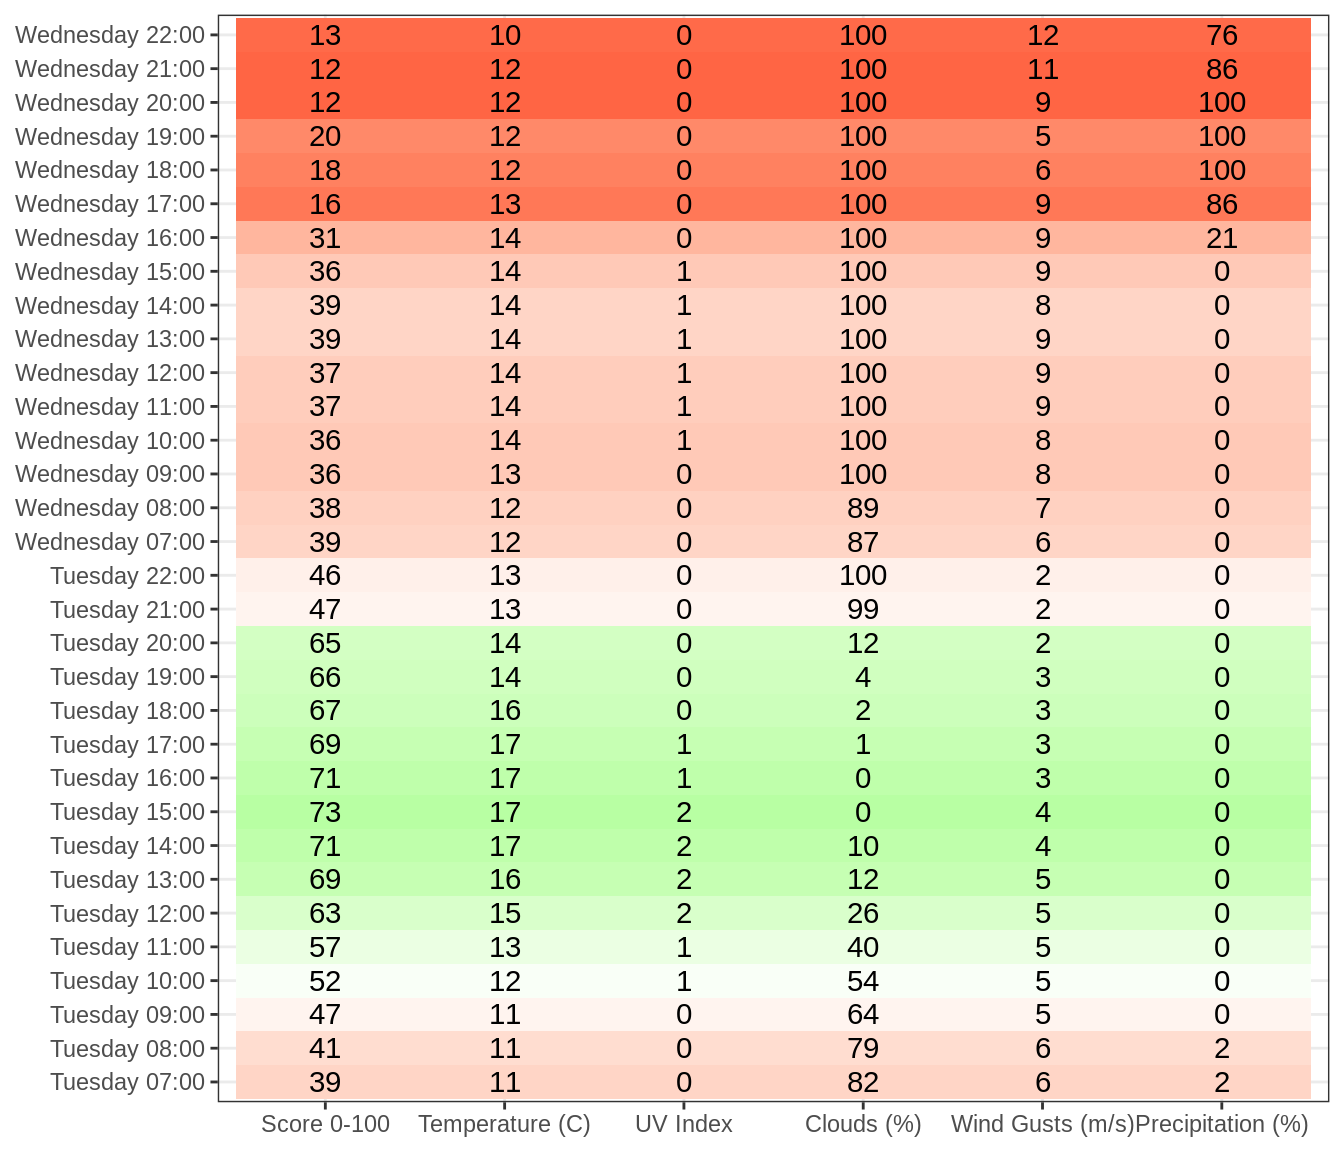 Wednesday 22:00 13 10 0 100 12 76
Wednesday 21:00 12 12 0 100 11 86
Wednesday 20:00 12 12 0 100 9 100
Wednesday 19:00 20 12 0 100 5 100
Wednesday 18:00 18 12 0 100 6 100
Wednesday 17:00 16 13 0 100 9 86
Wednesday 16:00 31 14 0 100 9 21
Wednesday 15:00 36 14 1 100 9 0
Wednesday 14:00 39 14 1 100 8 0
Wednesday 13:00 39 14 1 100 9 0
Wednesday 12:00 37 14 1 100 9 0
Wednesday 11:00 37 14 1 100 9 0
Wednesday 10:00 36 14 1 100 8 0
Wednesday 09:00 36 13 0 100 8 0
Wednesday 08:00 38 12 0 89 7 0
Wednesday 07:00 39 12 0 87 6 0
Tuesday 22:00 46 13 0 100 2 0
Tuesday 21:00 47 13 0 99 2 0
Tuesday 20:00 65 14 0 12 2 0
Tuesday 19:00 66 14 0 4 3 0
Tuesday 18:00 67 16 0 2 3 0
Tuesday 17:00 69 17 1 1 3 0
Tuesday 16:00 71 17 1 0 3 0
Tuesday 15:00 73 17 2 0 4 0
Tuesday 14:00 71 17 2 10 4 0
Tuesday 13:00 69 16 2 12 5 0
Tuesday 12:00 63 15 2 26 5 0
Tuesday 11:00 57 13 1 40 5 0
Tuesday 10:00 52 12 1 54 5 0
Tuesday 09:00 47 11 0 64 5 0
Tuesday 08:00 41 11 0 79 6 2
Tuesday 07:00 39 11 0 82 6 2
Score 0-100 Temperature (C) UV Index Clouds (%) Wind Gusts (m/s) Precipitation (%)